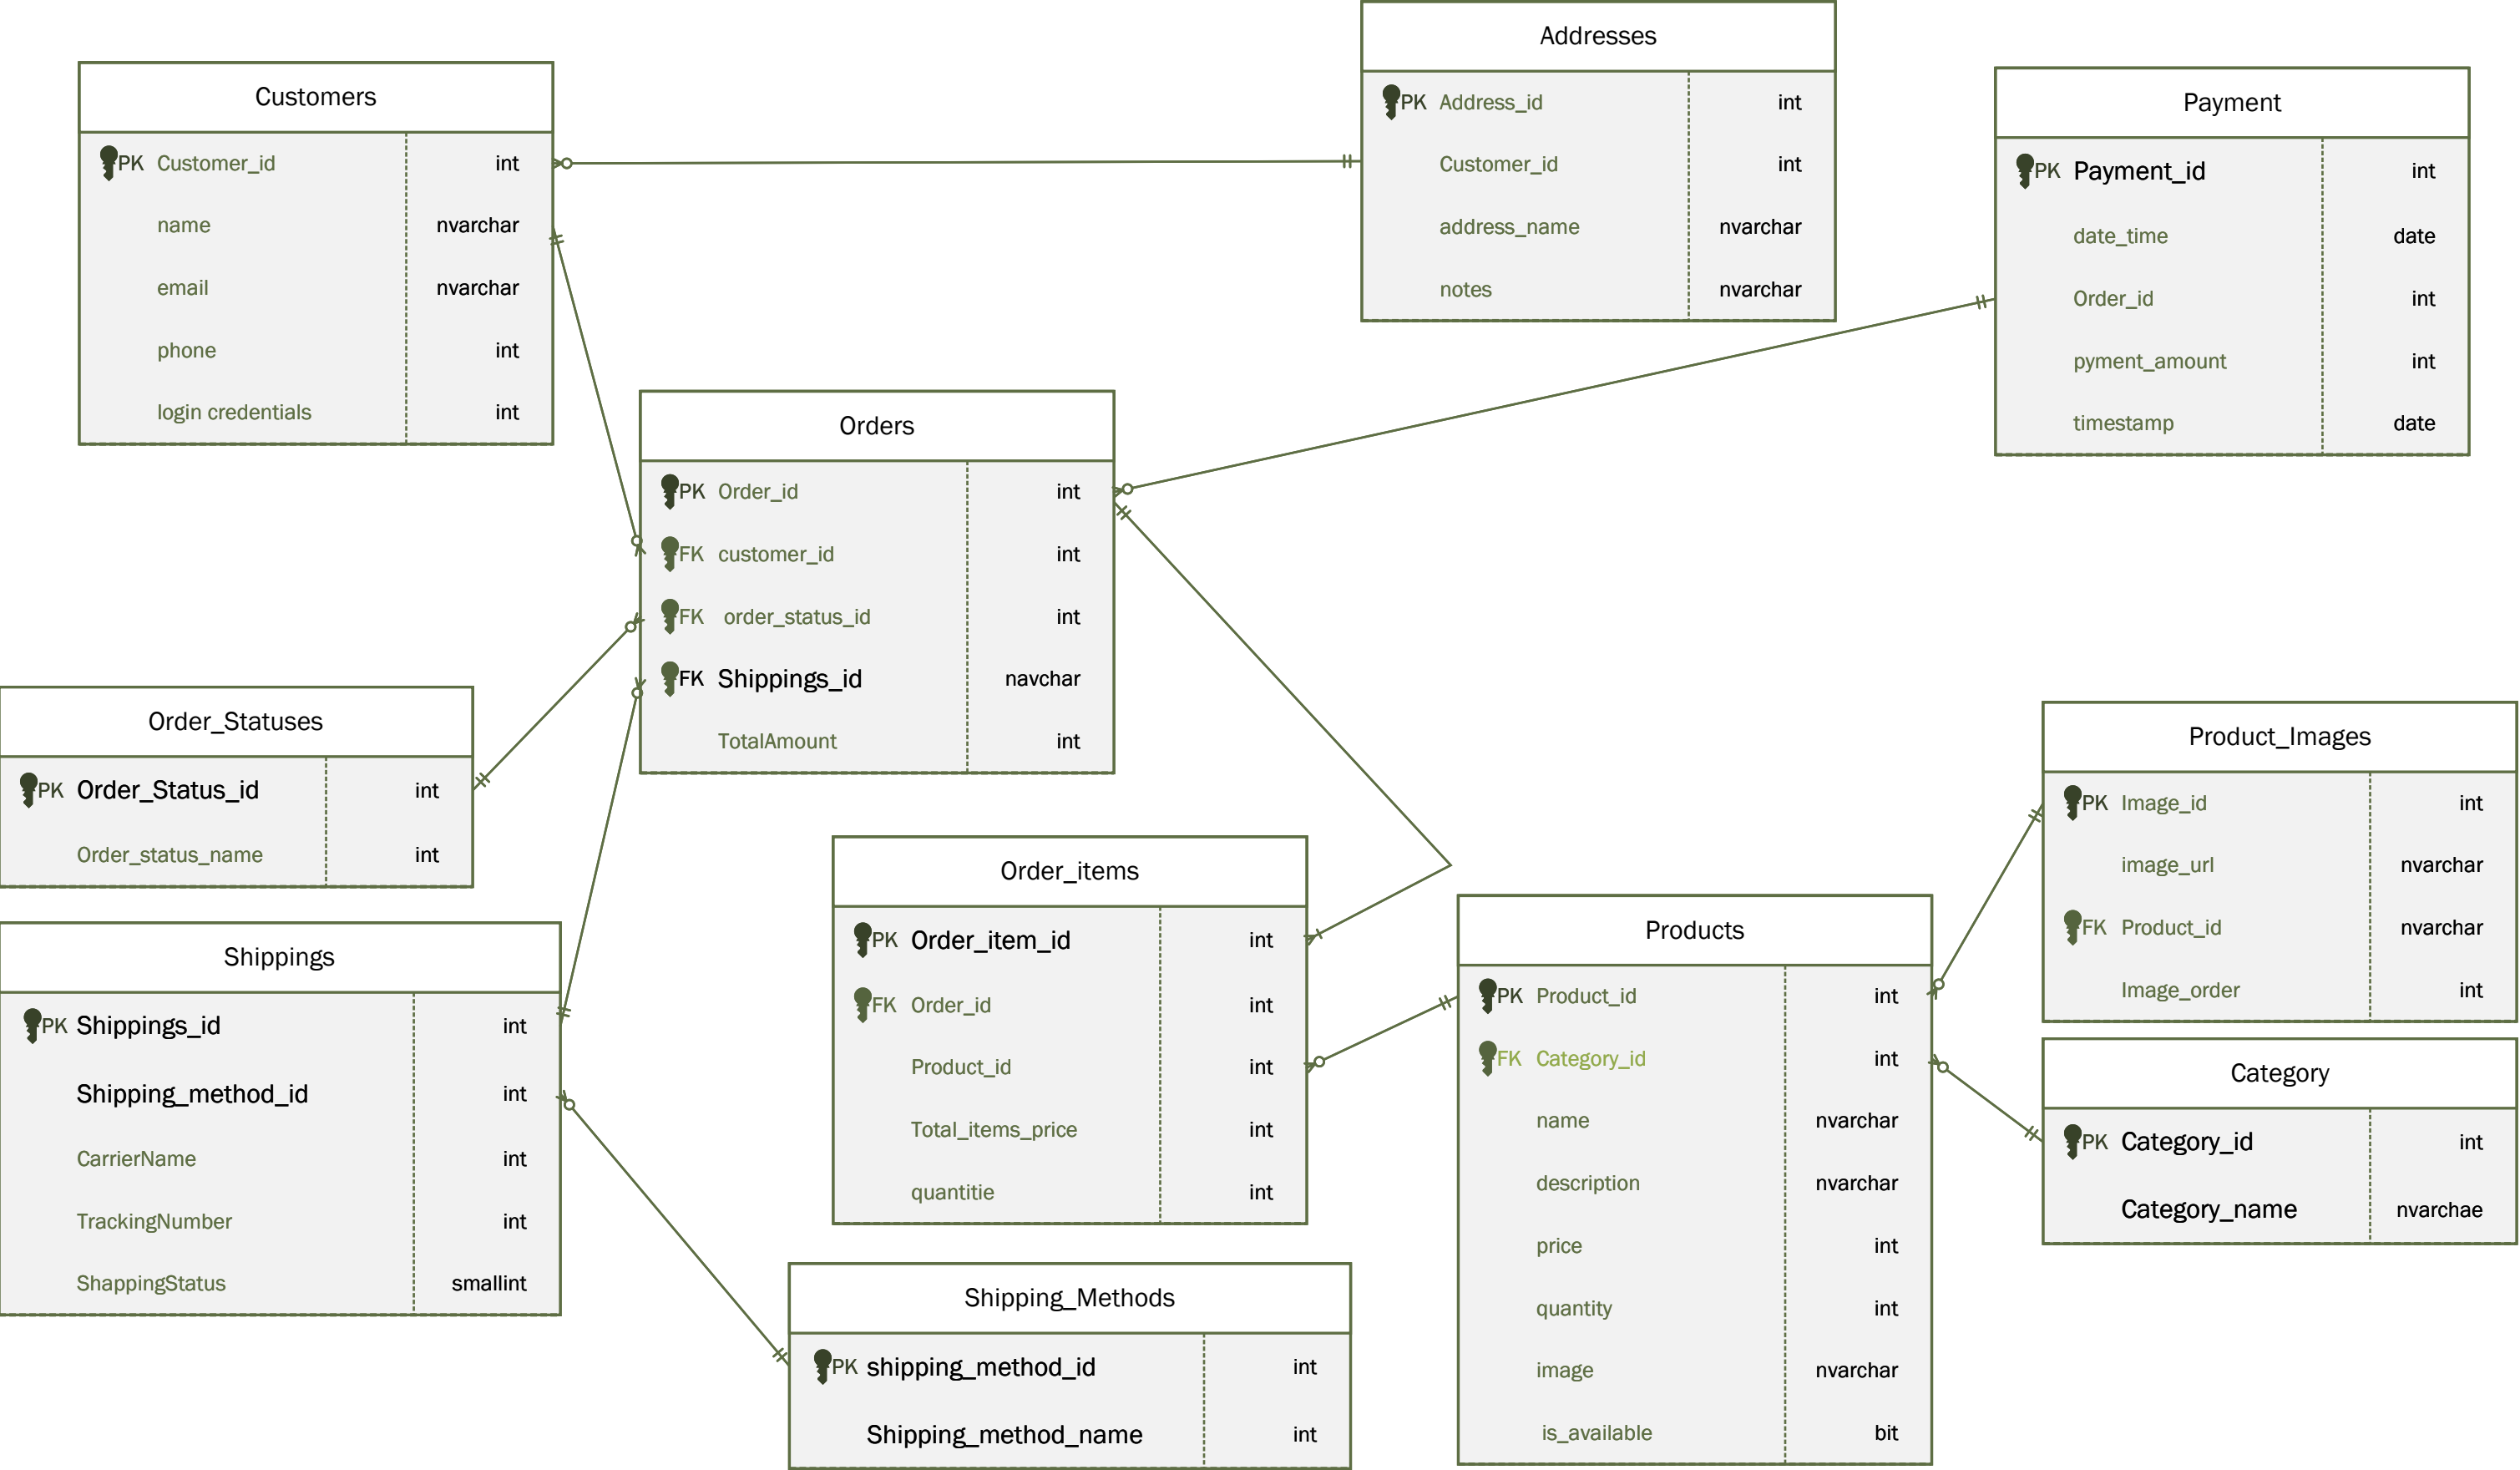 Customers
PK Customer_id int
name nvarchar
email nvarchar
phone int
login credentials int
Addresses
PK Address_id int
Customer_id int
address_name nvarchar
notes nvarchar
Payment
PK Payment_id int
date_time date
Order_id int
pyment_amount int
timestamp date
Orders
PK Order_id int
FK customer_id int
FK order_status_id int
FK Shippings_id navchar
TotalAmount int
Order_Statuses
PK Order_Status_id int
Order_status_name int
Shippings
PK Shippings_id int
Shipping_method_id int
CarrierName int
TrackingNumber int
ShappingStatus smallint
Order_items
PK Order_item_id int
FK Order_id int
Product_id int
Total_items_price int
quantitie int
Shipping_Methods
PK shipping_method_id int
Shipping_method_name int
Products
PK Product_id int
FK Category_id int
name nvarchar
description nvarchar
price int
quantity int
image nvarchar
is_available bit
Product_Images
PK Image_id int
image_url nvarchar
FK Product_id nvarchar
Image_order int
Category
PK Category_id int
Category_name nvarchae